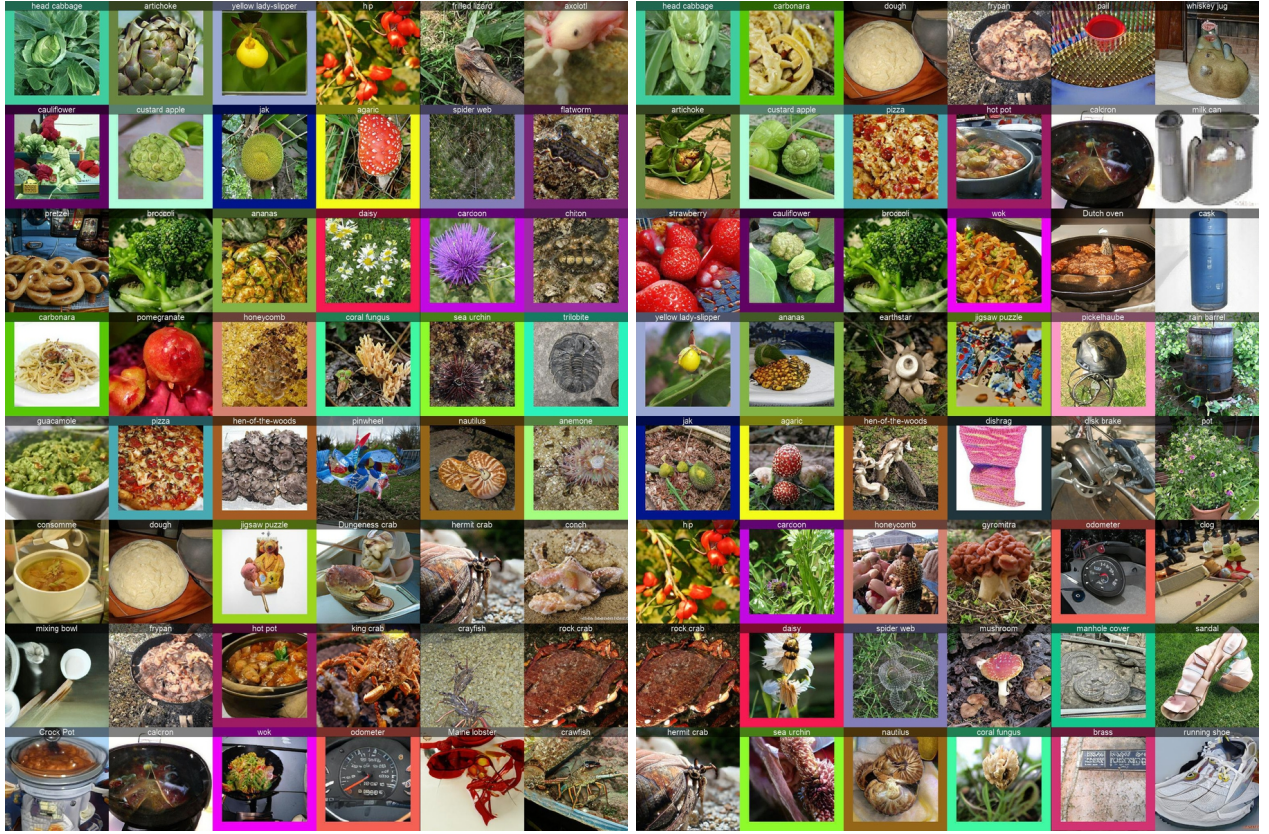 head cabbage artichoke yellow lady-slipper hip frilled lizard axolotl
cauliflower custard apple jak agaric spider web flatworm
pretzel broccoli ananas daisy cardoon chiton
carbonara pomegranate honeycomb coral fungus sea urchin trilobite
guacamole pizza hen-of-the-woods pinwheel nautilus anemone
consomme dough jigsaw puzzle Dungeness crab hermit crab conch
mixing bowl frypan hot pot king crab crayfish rock crab
Crock Pot caldron wok odometer Maine lobster crawfish
head cabbage carbonara dough frypan pail whiskey jug
artichoke custard apple pizza hot pot caldron milk can
strawberry cauliflower broccoli wok Dutch oven cask
yellow lady-slipper ananas earthstar jigsaw puzzle pickelhaube rain barrel
jak agaric hen-of-the-woods dishrag disk brake pot
hip cardoon honeycomb gyromitra odometer clog
rock crab daisy spider web mushroom manhole cover sandal
hermit crab sea urchin nautilus coral fungus brass running shoe